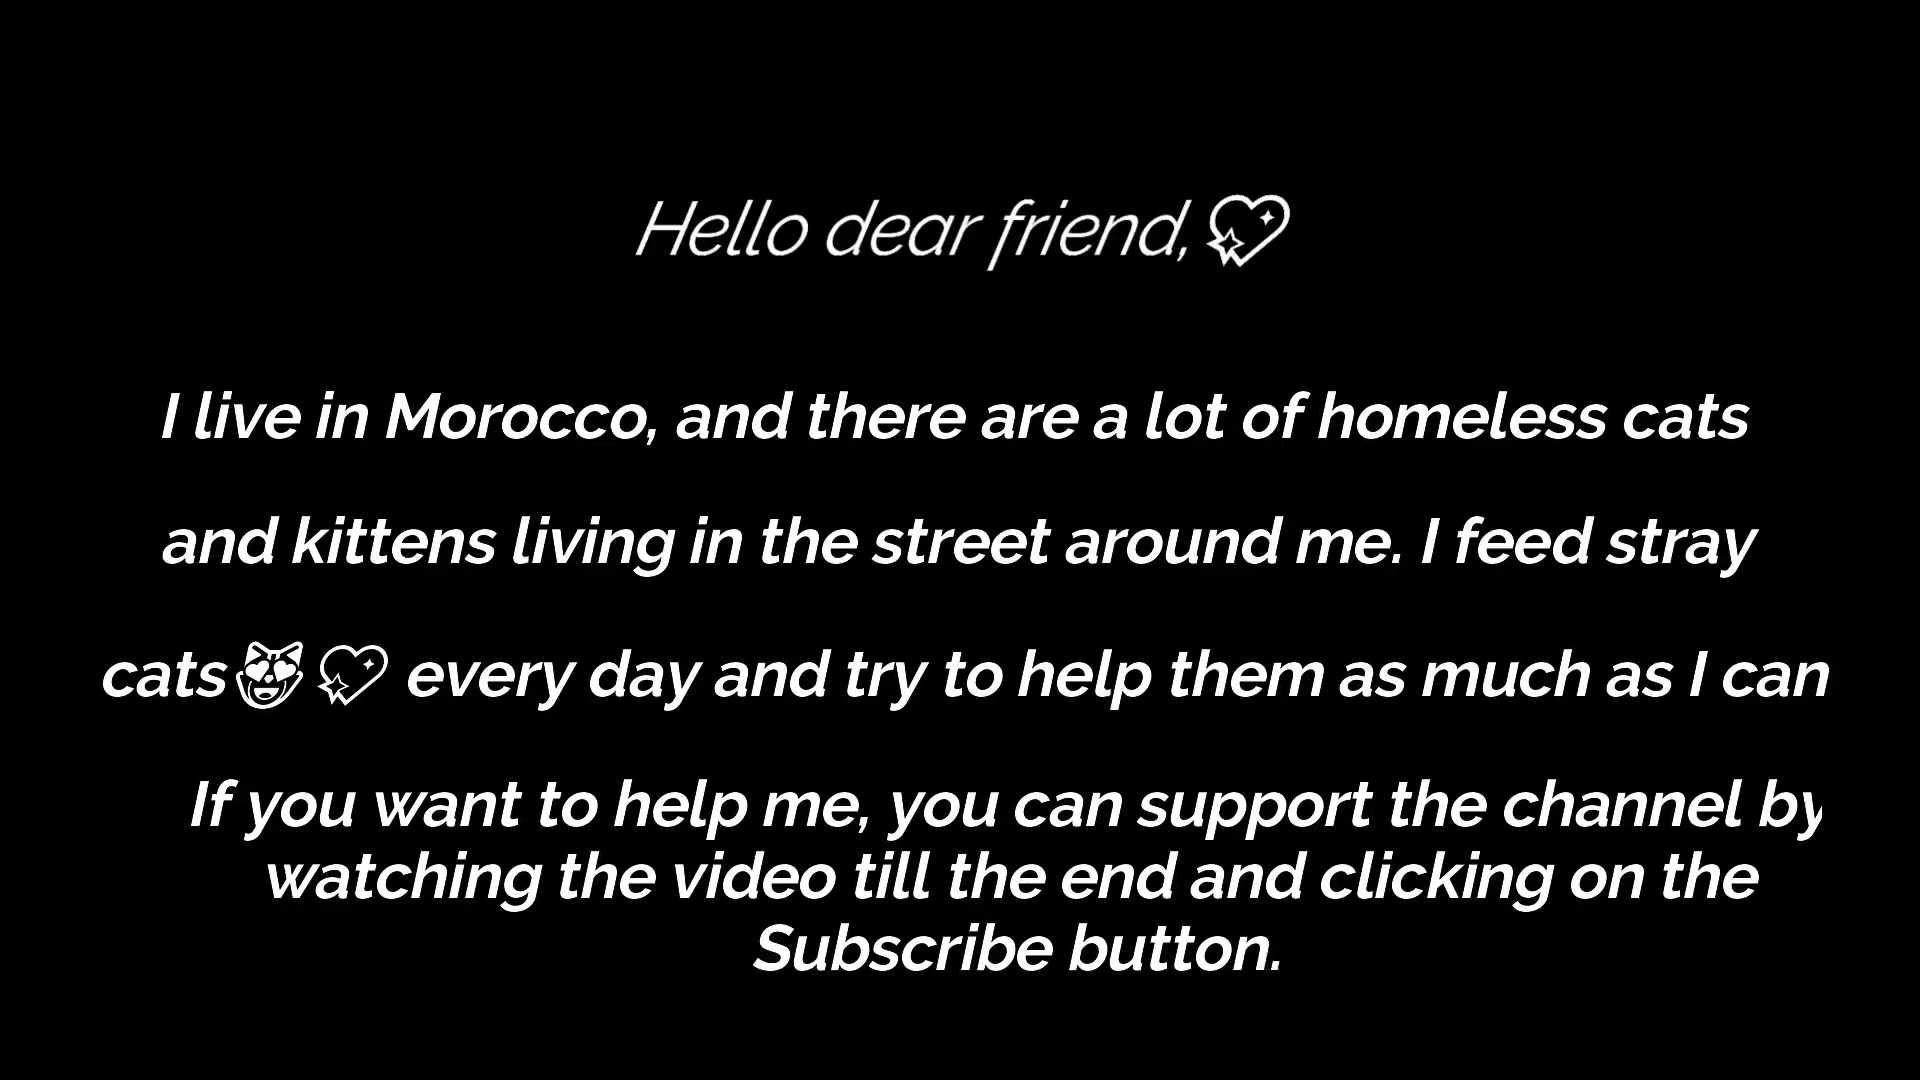 Hello dear friend,💖
I live in Morocco, and there are a lot of homeless cats
and kittens living in the street around me. I feed stray
cats😻💖 every day and try to help them as much as I can
If you want to help me, you can support the channel by
watching the video till the end and clicking on the
Subscribe button.